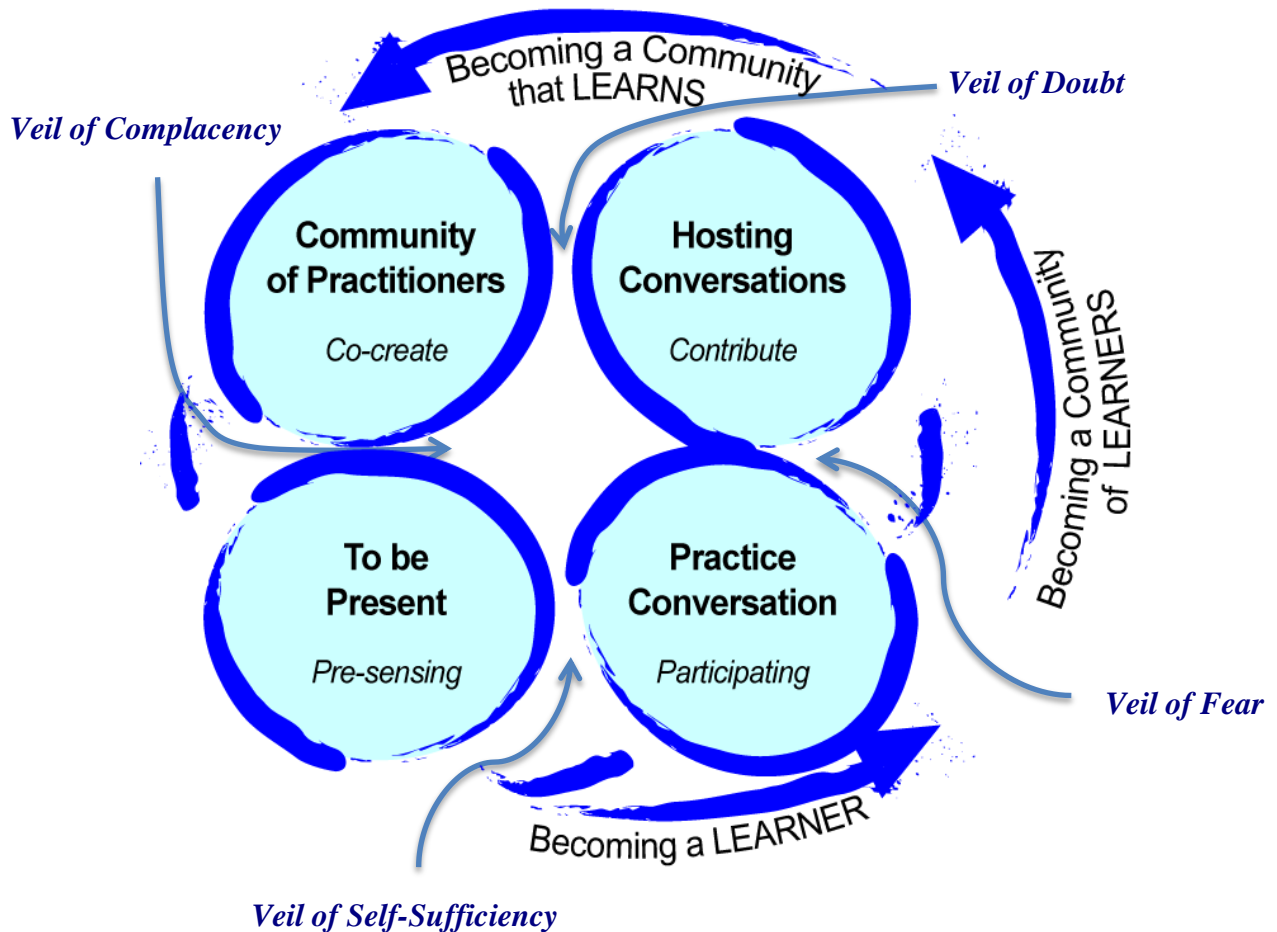 Becoming a Community
that LEARNS
Veil of Doubt
Veil of Complacency
Community
of Practitioners
Co-create
Hosting
Conversations
Contribute
Becoming a Community
of LEARNERS
To be
Present
Pre-sensing
Practice
Conversation
Participating
Veil of Fear
Becoming a LEARNER
Veil of Self-Sufficiency